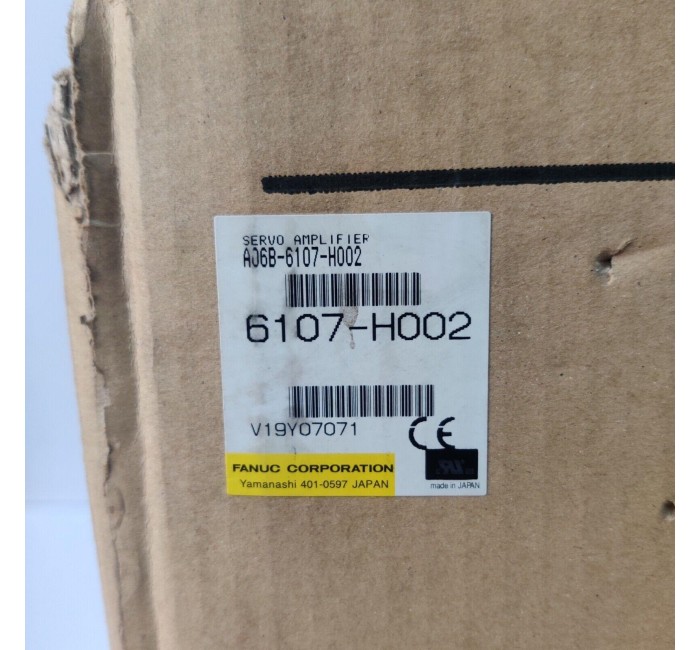 SERVO AMPLIFIER
A06B-6107-H002
6107-H002
V19Y07071
CE
FANUC CORPORATION
Yamanashi 401-0597 JAPAN
made in JAPAN